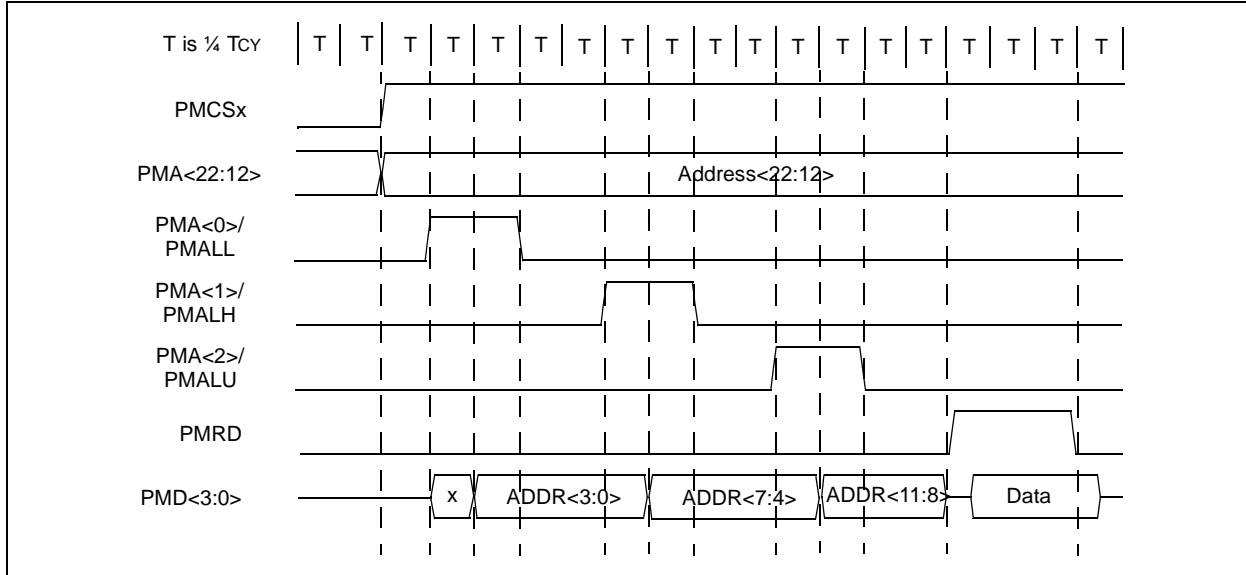 T is ¼ TCY T T T T T T T T T T T T T T T T T T T
PMCSx
PMA<22:12> Address<22:12>
PMA<0>/
PMALL
PMA<1>/
PMALH
PMA<2>/
PMALU
PMRD
PMD<3:0> x ADDR<3:0> ADDR<7:4> ADDR<11:8> Data